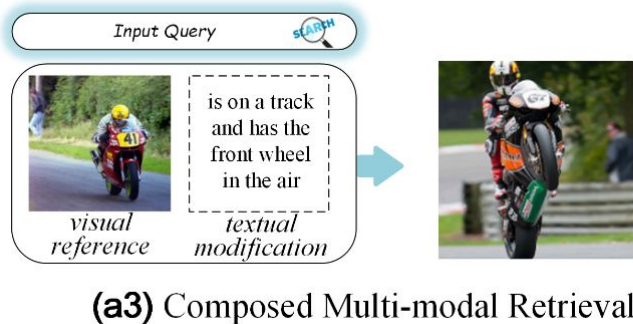 Input Query
SEARCH
41
is on a track
and has the
front wheel
in the air
visual
reference
textual
modification
(a3) Composed Multi-modal Retrieval